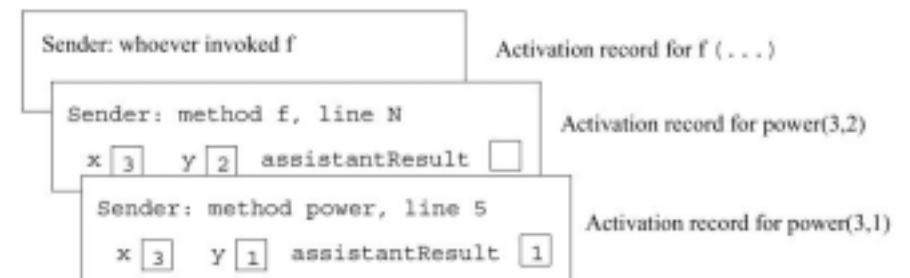 Sender: whoever invoked f
Activation record for f (...)
Sender: method f, line N
Activation record for power(3,2)
x 3 y 2 assistantResult
Sender: method power, line 5
Activation record for power(3,1)
x 3 y 1 assistantResult 1